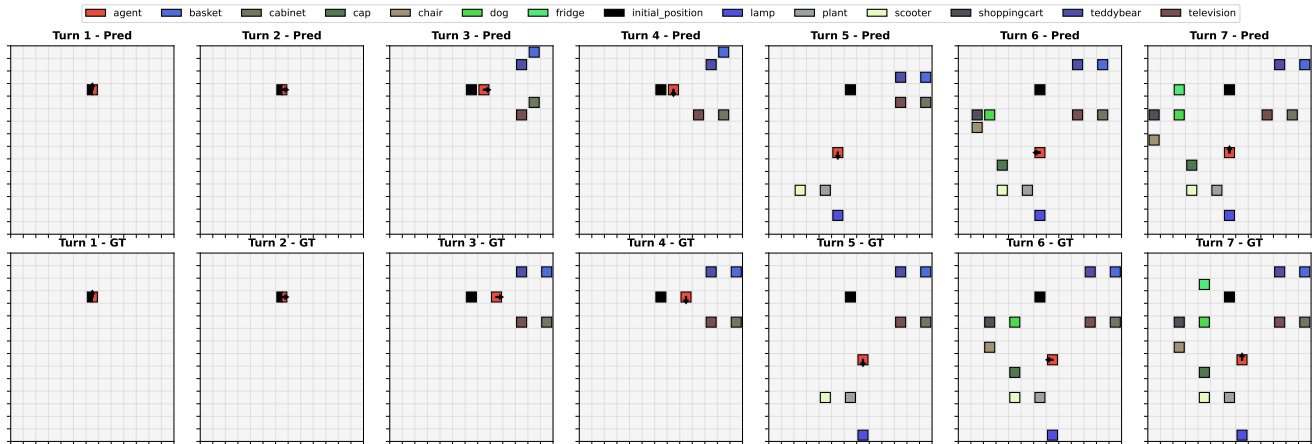 agent basket cabinet cap chair dog fridge initial_position lamp plant scooter shoppingcart teddybear television
Turn 1 - Pred Turn 2 - Pred Turn 3 - Pred Turn 4 - Pred Turn 5 - Pred Turn 6 - Pred Turn 7 - Pred
Turn 1 - GT Turn 2 - GT Turn 3 - GT Turn 4 - GT Turn 5 - GT Turn 6 - GT Turn 7 - GT